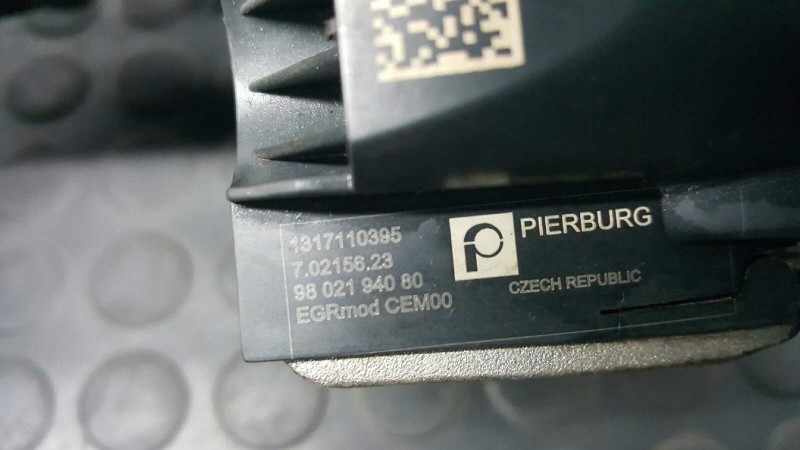 1317110395
7.02156.23
98 021 940 80
EGRmod CEM00
PIERBURG
CZECH REPUBLIC